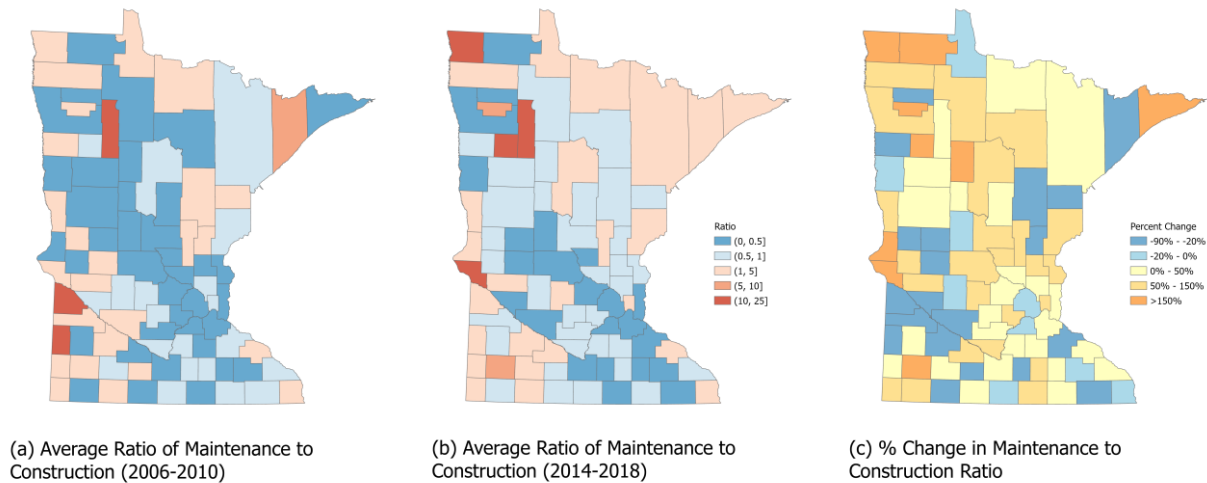 Ratio
(0, 0.5]
(0.5, 1]
(1, 5]
(5, 10]
(10, 25]
Percent Change
-90% - -20%
-20% - 0%
0% - 50%
50% - 150%
>150%
(a) Average Ratio of Maintenance to
Construction (2006-2010)
(b) Average Ratio of Maintenance to
Construction (2014-2018)
(c) % Change in Maintenance to
Construction Ratio